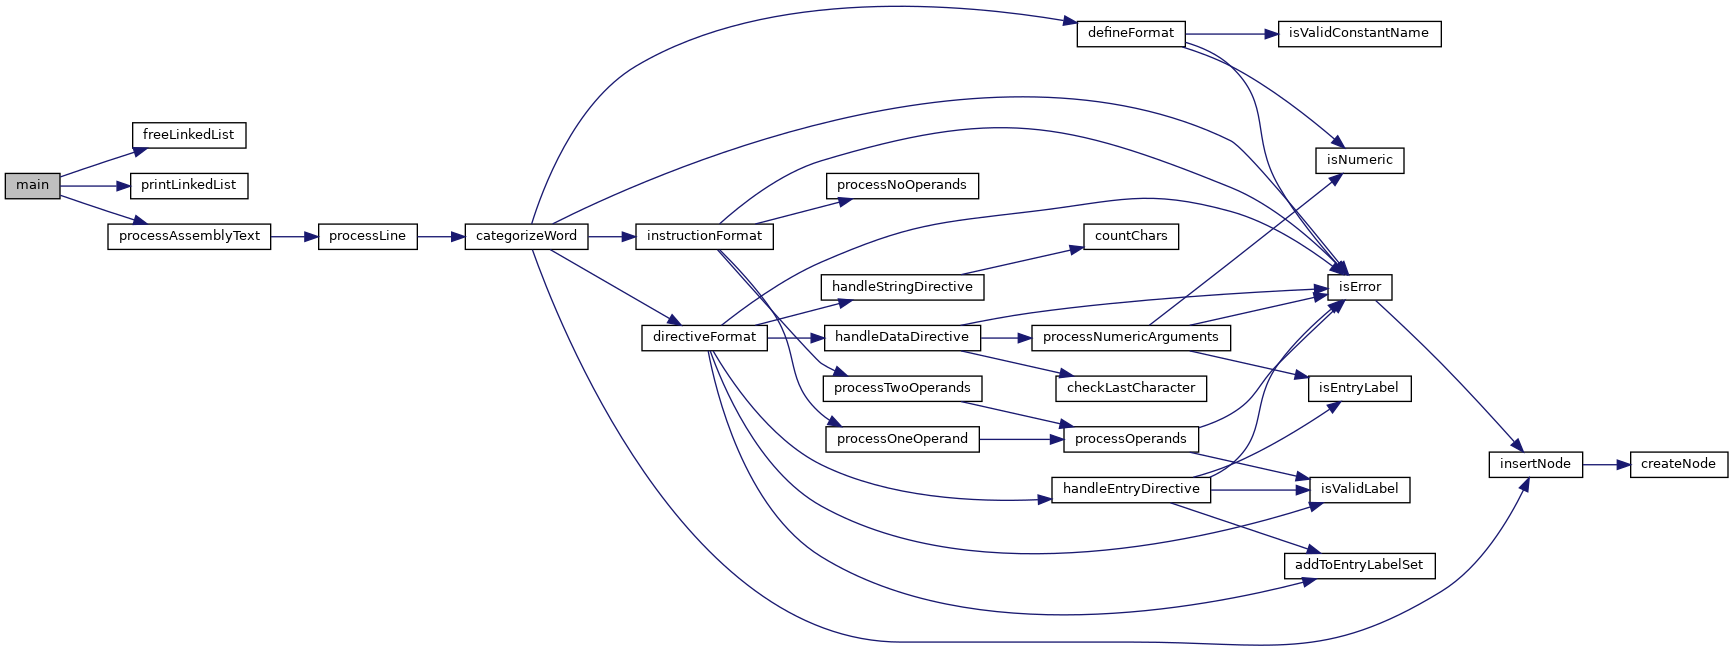 defineFormat
isValidConstantName
freeLinkedList
isNumeric
main
printLinkedList
processNoOperands
processAssemblyText
processLine
categorizeWord
instructionFormat
countChars
handleStringDirective
isError
directiveFormat
handleDataDirective
processNumericArguments
processTwoOperands
checkLastCharacter
isEntryLabel
processOneOperand
processOperands
insertNode
createNode
handleEntryDirective
isValidLabel
addToEntryLabelSet